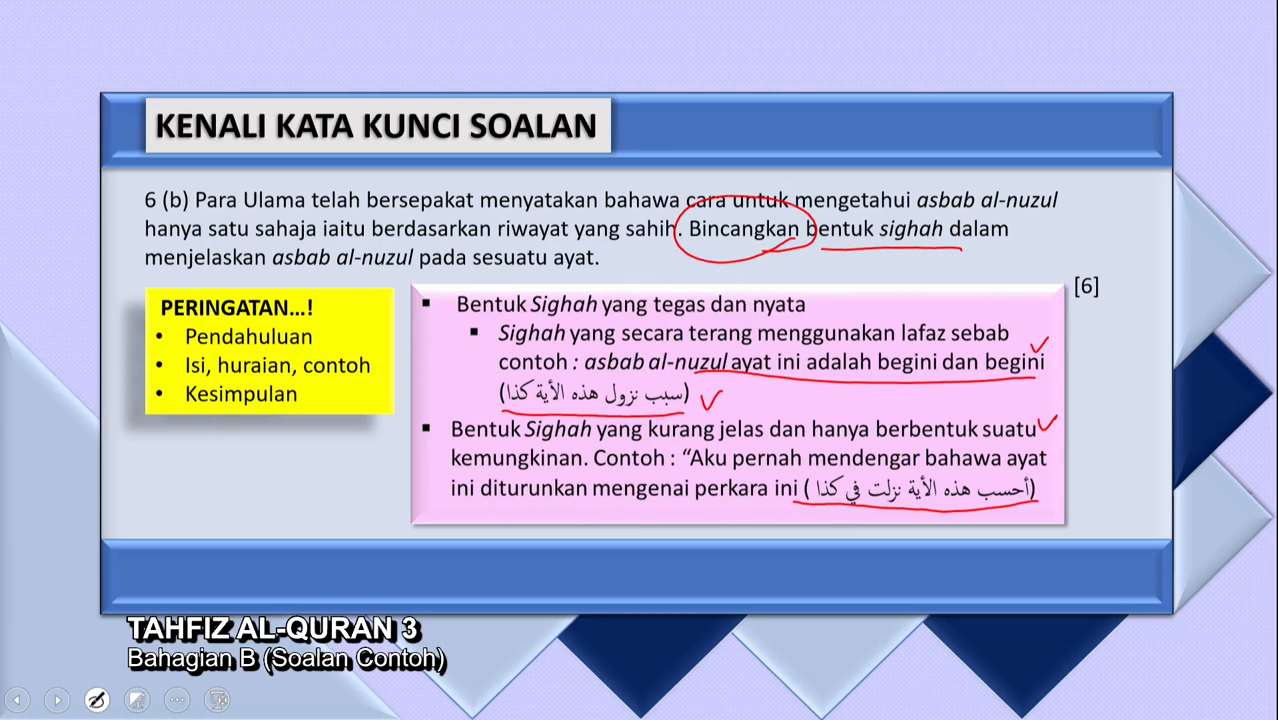 KENALI KATA KUNCI SOALAN
6 (b) Para Ulama telah bersepakat menyatakan bahawa cara untuk mengetahui asbab al-nuzul
hanya satu sahaja iaitu berdasarkan riwayat yang sahih. Bincangkan bentuk sighah dalam
menjelaskan asbab al-nuzul pada sesuatu ayat.
[6]
PERINGATAN...!
• Pendahuluan
• Isi, huraian, contoh
• Kesimpulan
▪ Bentuk Sighah yang tegas dan nyata
▪ Sighah yang secara terang menggunakan lafaz sebab
contoh : asbab al-nuzul ayat ini adalah begini dan begini
(سبب نزول هذه الأية كذا)
▪ Bentuk Sighah yang kurang jelas dan hanya berbentuk suatu
kemungkinan. Contoh : “Aku pernah mendengar bahawa ayat
ini diturunkan mengenai perkara ini (أحسب هذه الأية نزلت في كذا )
TAHFIZ AL-QURAN 3
Bahagian B (Soalan Contoh)